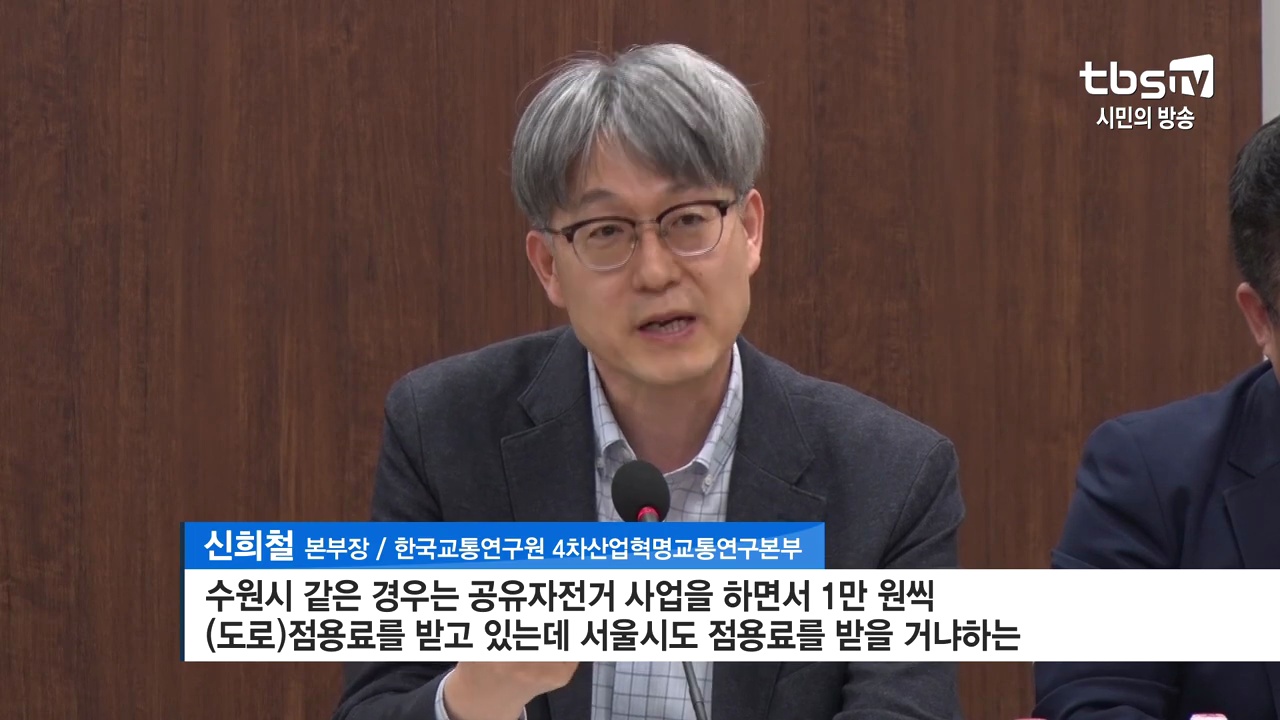 tbsTV
시민의 방송
신희철 본부장 / 한국교통연구원 4차산업혁명교통연구본부
수원시 같은 경우는 공유자전거 사업을 하면서 1만 원씩
(도로)점용료를 받고 있는데 서울시도 점용료를 받을 거냐하는